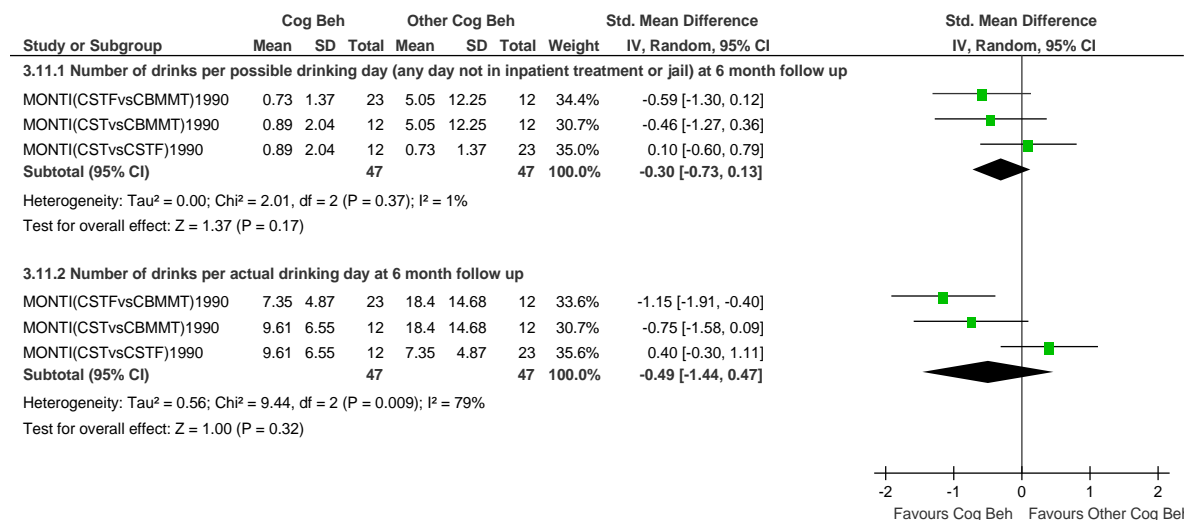 Cog Beh Other Cog Beh Std. Mean Difference Std. Mean Difference
Study or Subgroup Mean SD Total Mean SD Total Weight IV, Random, 95% CI IV, Random, 95% CI
3.11.1 Number of drinks per possible drinking day (any day not in inpatient treatment or jail) at 6 month follow up
MONTI(CSTFvsCBMMT)1990 0.73 1.37 23 5.05 12.25 12 34.4% -0.59 [-1.30, 0.12]
MONTI(CSTvsCBMMT)1990 0.89 2.04 12 5.05 12.25 12 30.7% -0.46 [-1.27, 0.36]
MONTI(CSTvsCSTF)1990 0.89 2.04 12 0.73 1.37 23 35.0% 0.10 [-0.60, 0.79]
Subtotal (95% CI) 47 47 100.0% -0.30 [-0.73, 0.13]
Heterogeneity: Tau² = 0.00; Chi² = 2.01, df = 2 (P = 0.37); I² = 1%
Test for overall effect: Z = 1.37 (P = 0.17)
3.11.2 Number of drinks per actual drinking day at 6 month follow up
MONTI(CSTFvsCBMMT)1990 7.35 4.87 23 18.4 14.68 12 33.6% -1.15 [-1.91, -0.40]
MONTI(CSTvsCBMMT)1990 9.61 6.55 12 18.4 14.68 12 30.7% -0.75 [-1.58, 0.09]
MONTI(CSTvsCSTF)1990 9.61 6.55 12 7.35 4.87 23 35.6% 0.40 [-0.30, 1.11]
Subtotal (95% CI) 47 47 100.0% -0.49 [-1.44, 0.47]
Heterogeneity: Tau² = 0.56; Chi² = 9.44, df = 2 (P = 0.009); I² = 79%
Test for overall effect: Z = 1.00 (P = 0.32)
-2 -1 0 1 2
Favours Cog Beh Favours Other Cog Beh